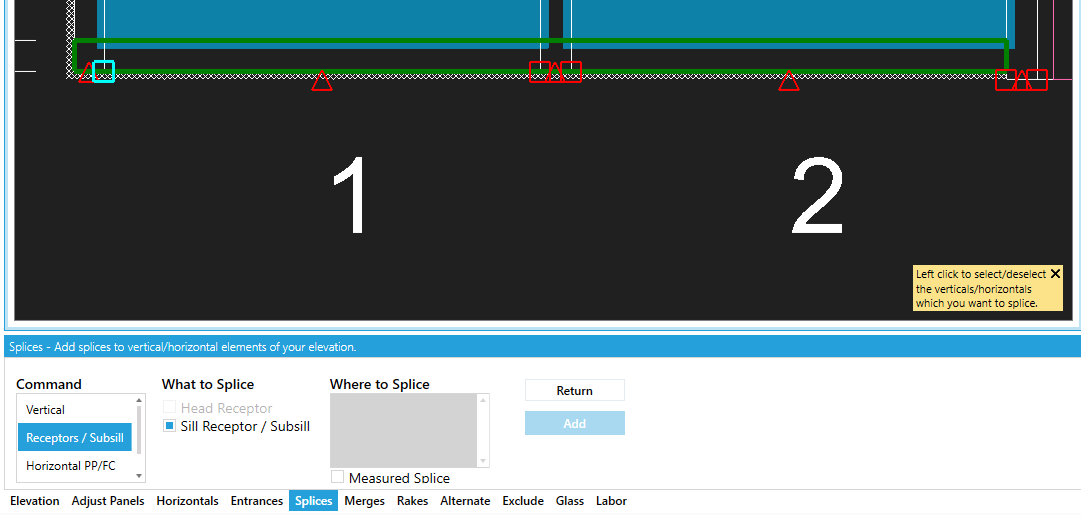 1 2
Left click to select/deselect
the verticals/horizontals
which you want to splice.
Splices - Add splices to vertical/horizontal elements of your elevation.
Command What to Splice Where to Splice Return
Vertical Head Receptor
Receptors / Subsill Sill Receptor / Subsill Add
Horizontal PP/FC Measured Splice
Elevation Adjust Panels Horizontals Entrances Splices Merges Rakes Alternate Exclude Glass Labor